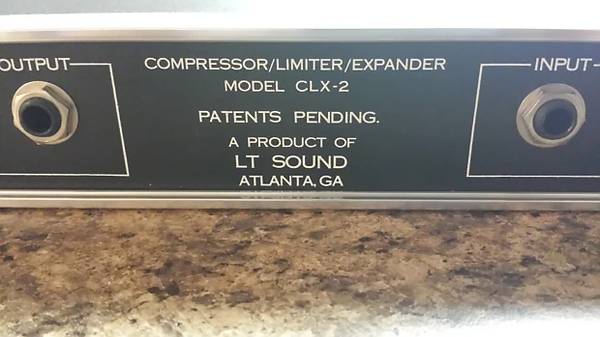 OUTPUT
COMPRESSOR/LIMITER/EXPANDER
MODEL CLX-2
PATENTS PENDING.
A PRODUCT OF
LT SOUND
ATLANTA, GA
INPUT